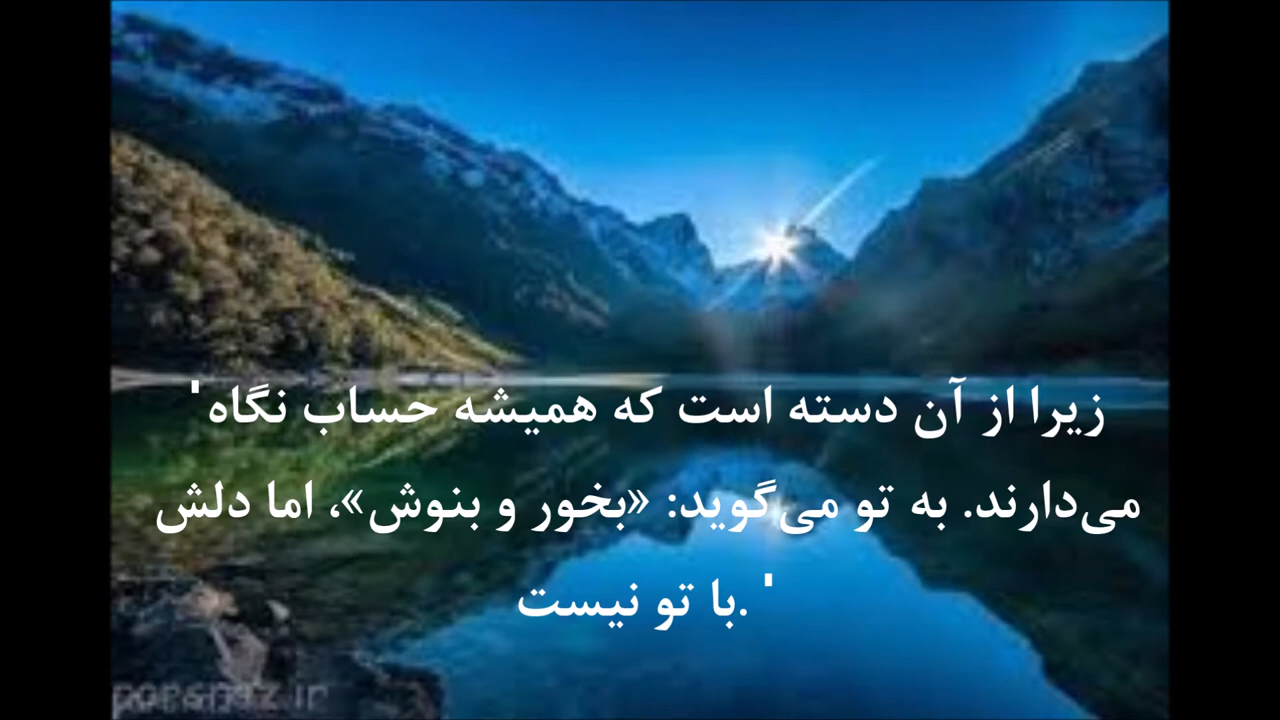 'زیرا از آن دسته است که همیشه حساب نگاه
می‌دارند. به تو می‌گوید: «بخور و بنوش»، اما دلش
با تو نیست. '